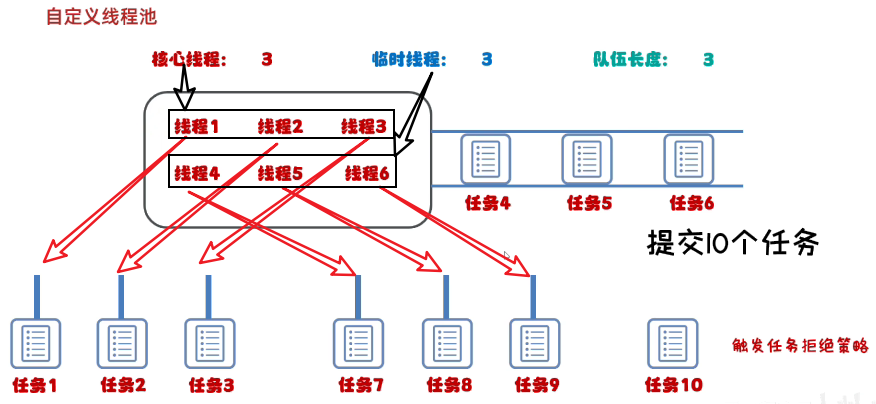 自定义线程池
核心线程： 3 临时线程： 3 队伍长度： 3
线程1 线程2 线程3
线程4 线程5 线程6
任务4 任务5 任务6
提交10个任务
触发任务拒绝策略
任务1 任务2 任务3 任务7 任务8 任务9 任务10